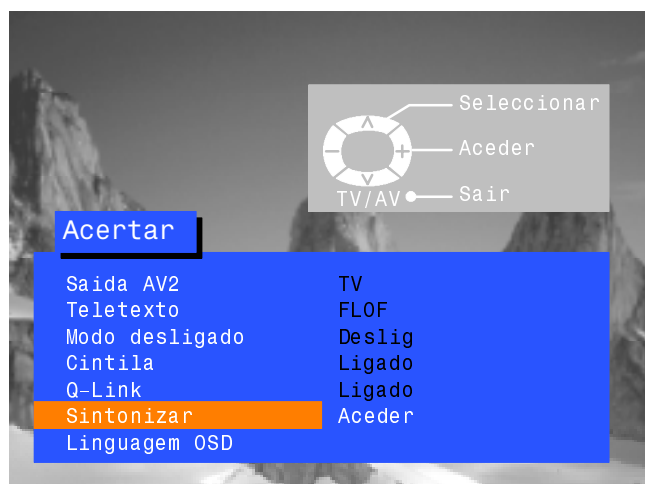 Seleccionar
Aceder
TV/AV Sair
Acertar
Saida AV2 TV
Teletexto FLOF
Modo desligado Deslig
Cintila Ligado
Q-Link Ligado
Sintonizar Aceder
Linguagem OSD